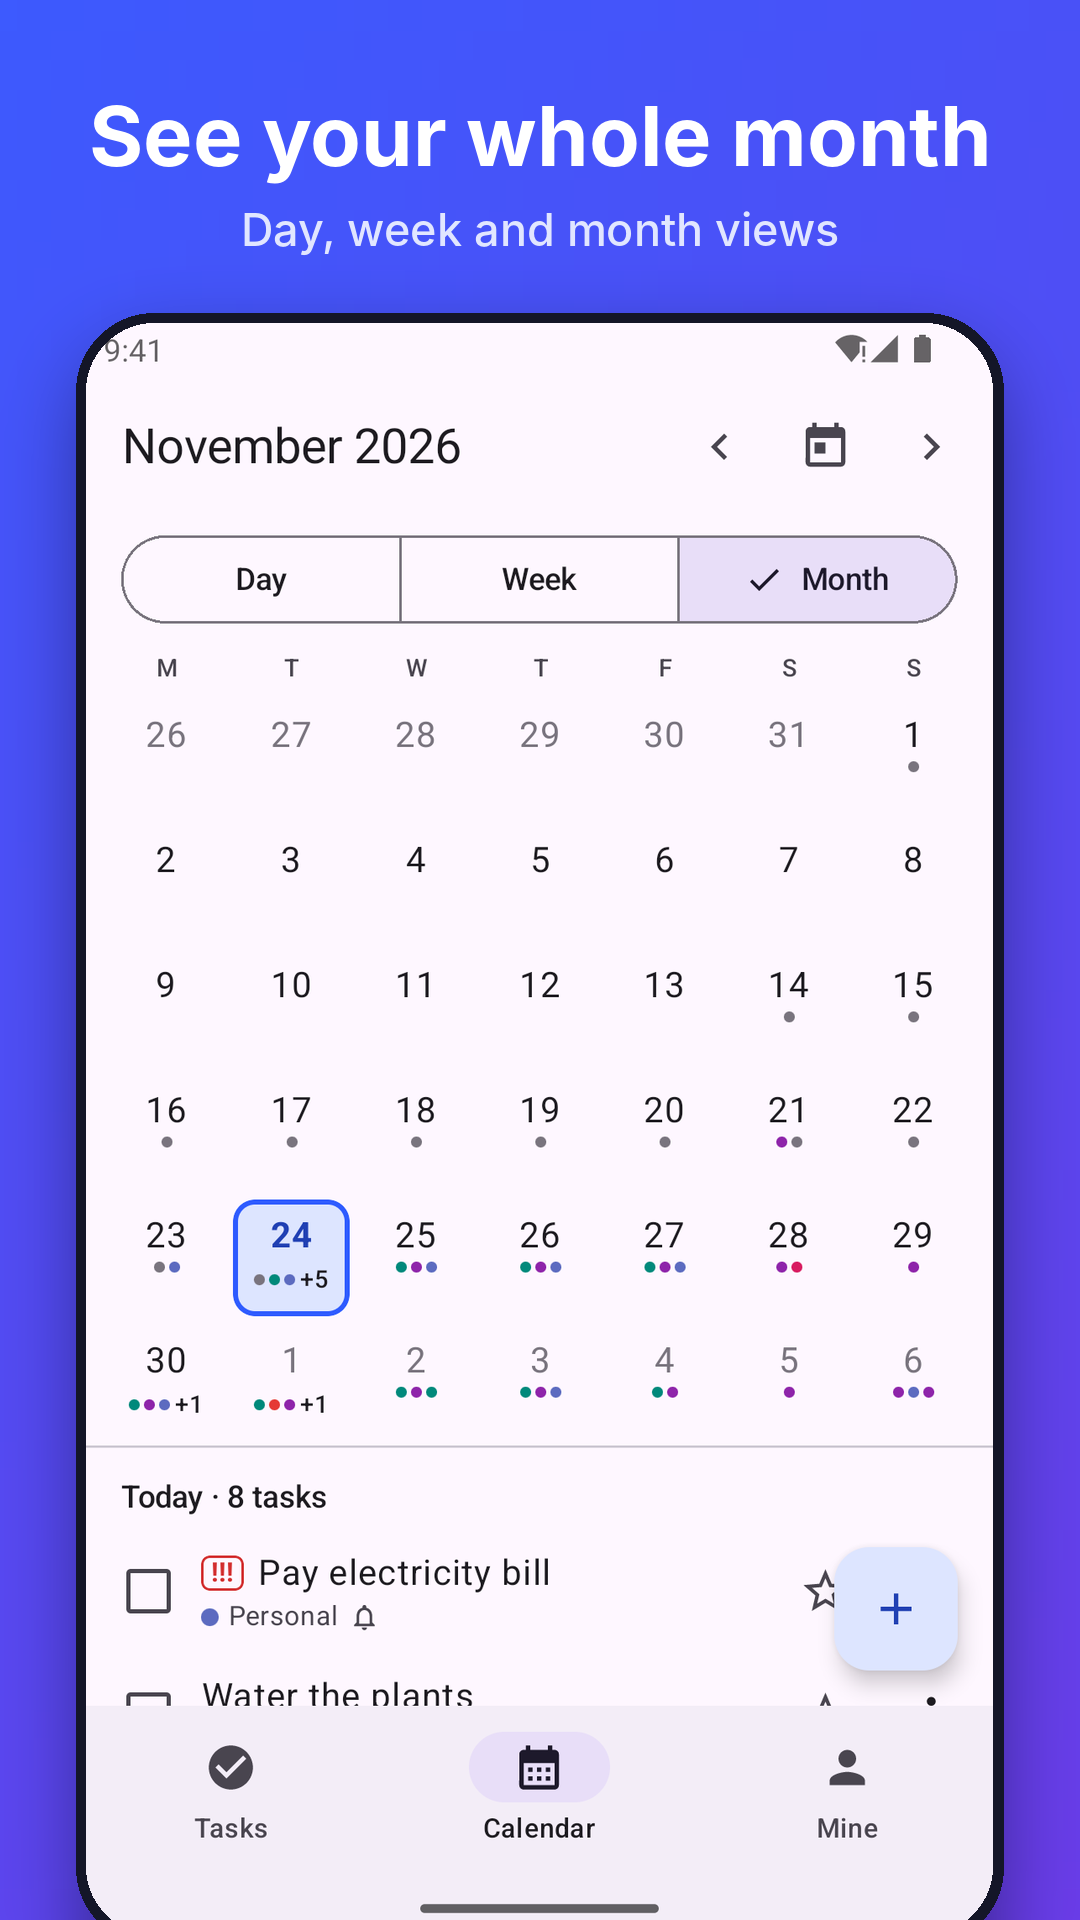 See your whole month
Day, week and month views
9:41
November 2026
Day Week Month
M T W T F S S
26 27 28 29 30 31 1
2 3 4 5 6 7 8
9 10 11 12 13 14 15
16 17 18 19 20 21 22
23 24 25 26 27 28 29
+5
30 1 2 3 4 5 6
+1 +1
Today · 8 tasks
!!! Pay electricity bill
Personal
Water the plants
+
Tasks Calendar Mine